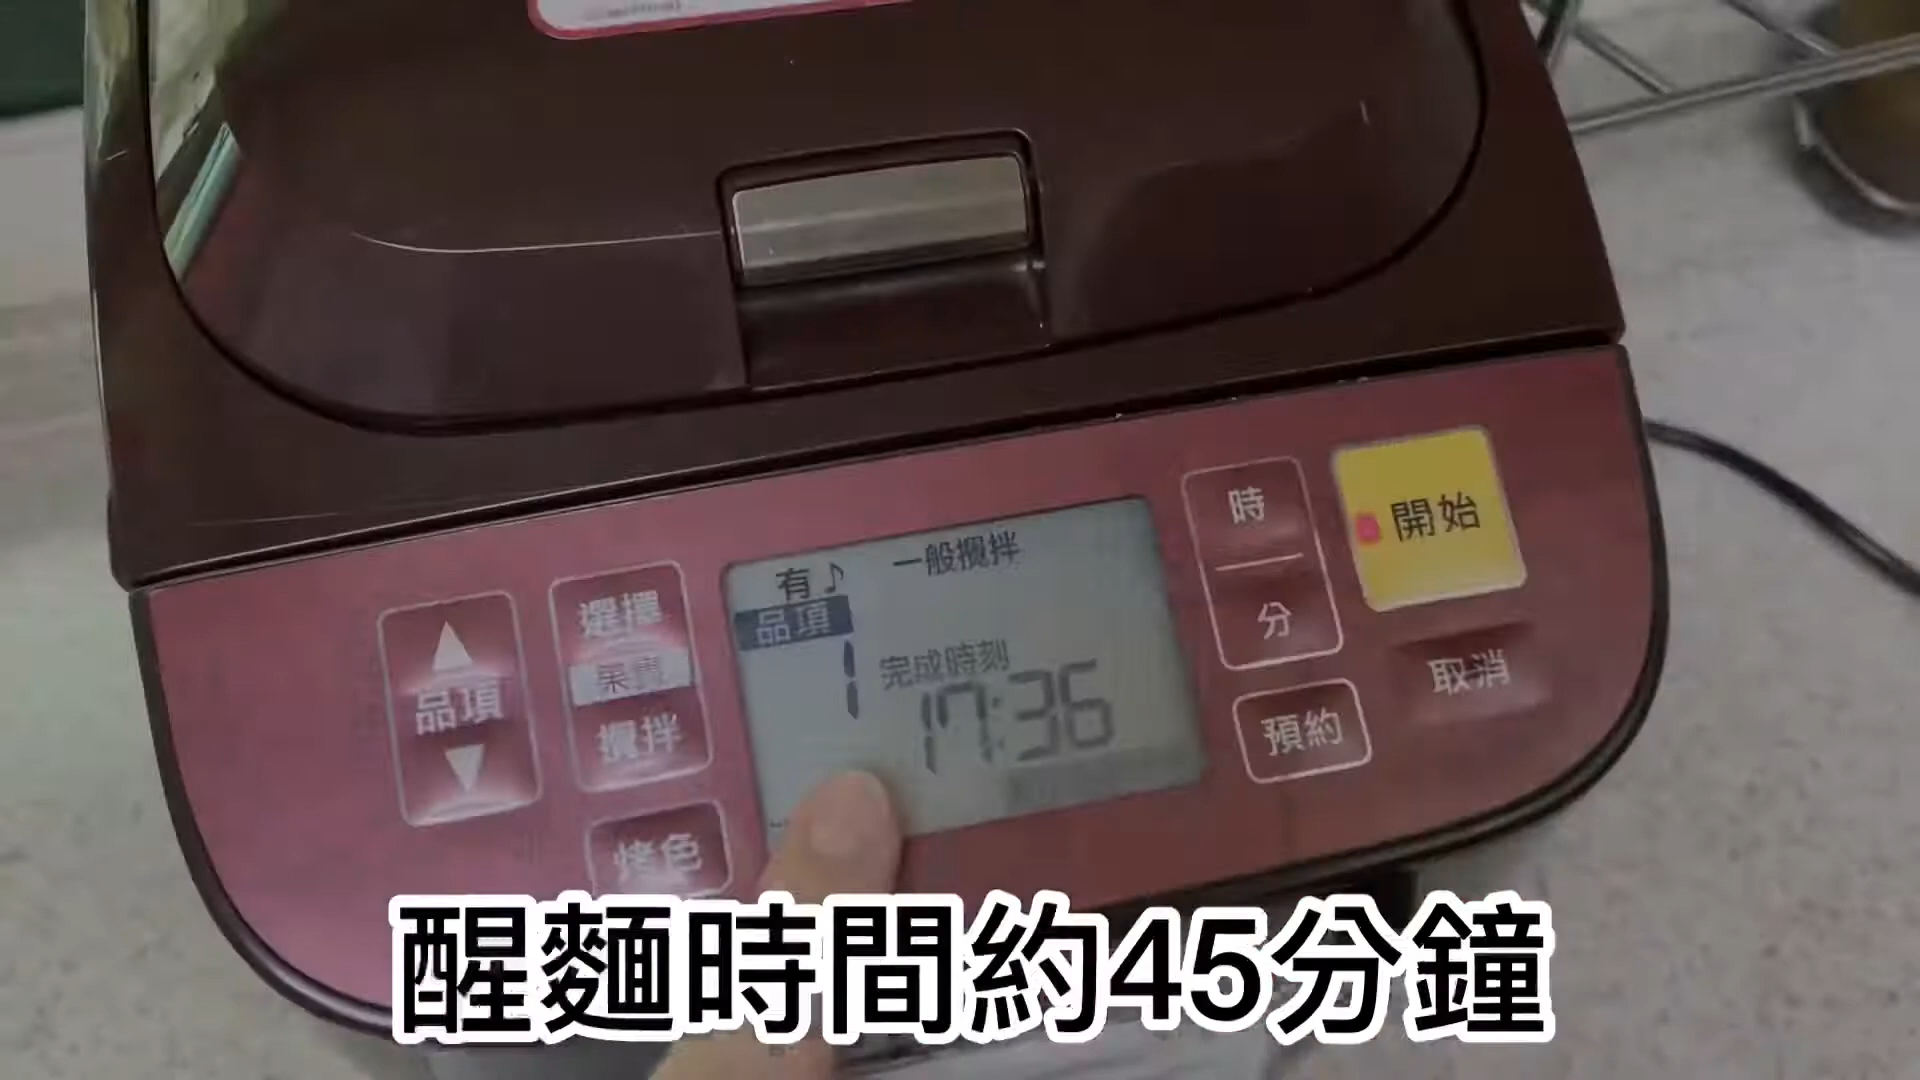 時
開始
分
取消
預約
有♪
一般攪拌
品項
1
完成時刻
17:36
選擇
果實
攪拌
品項
烤色
醒麵時間約45分鐘